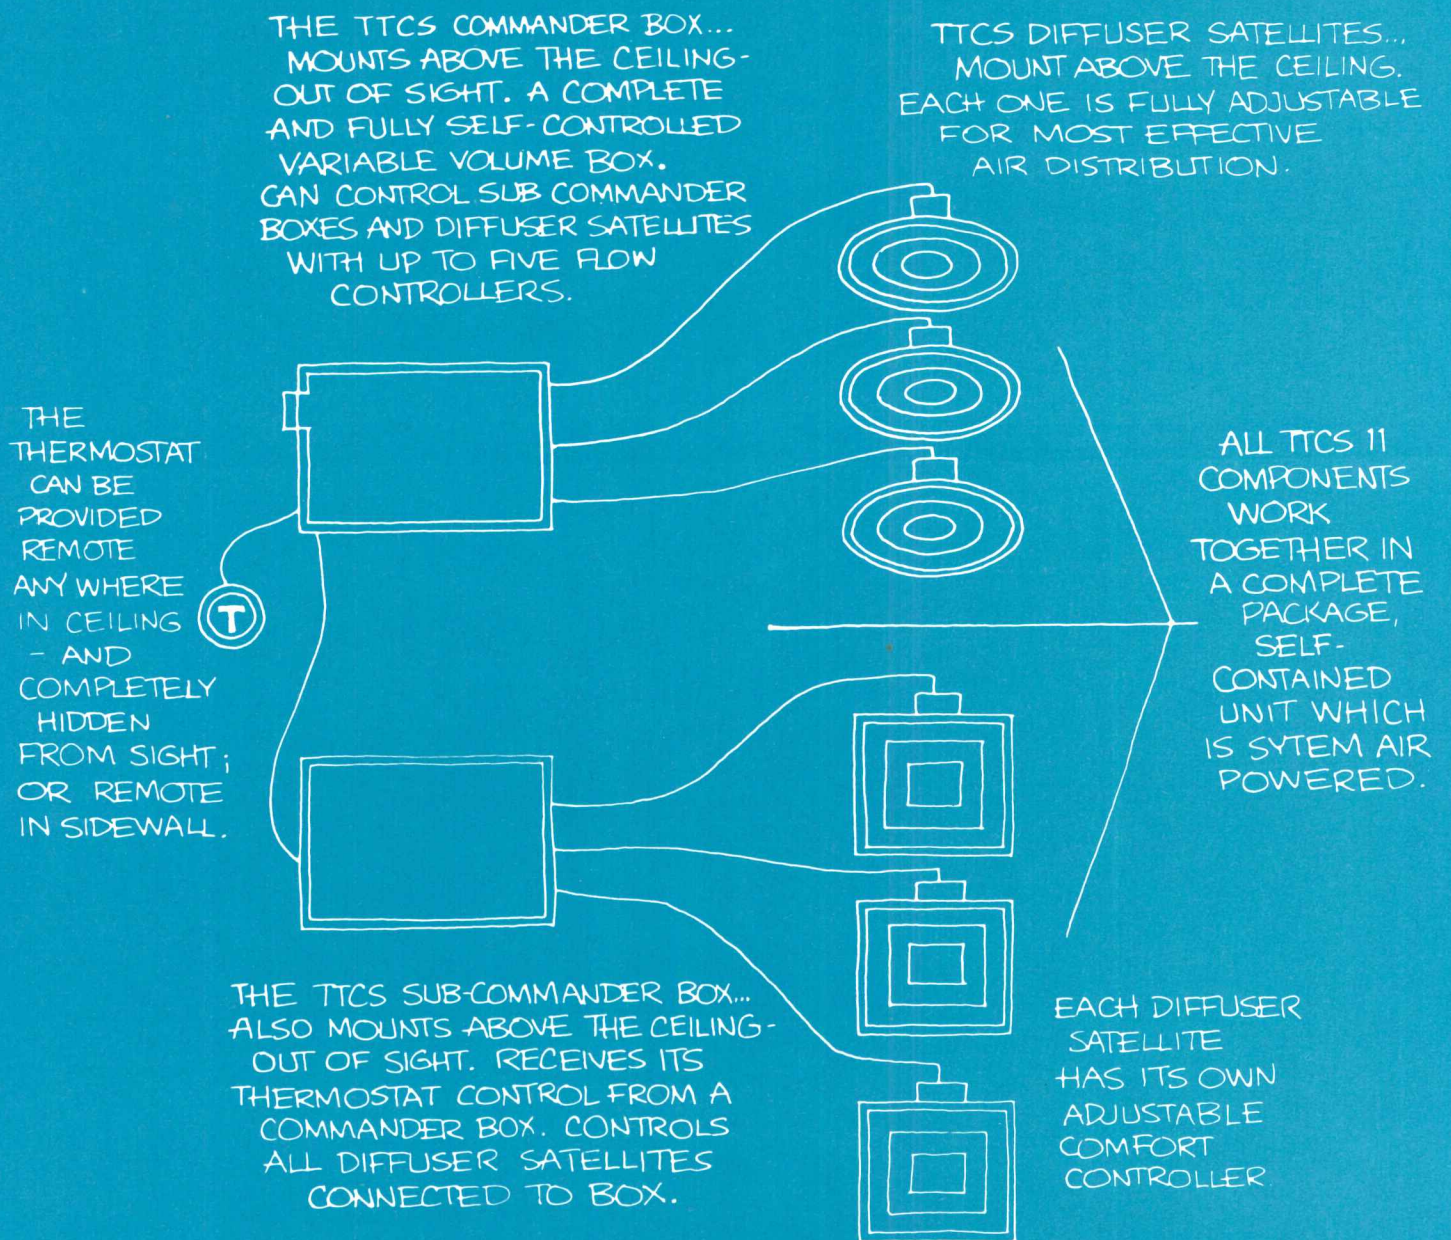 THE TTCS COMMANDER BOX...
MOUNTS ABOVE THE CEILING-
OUT OF SIGHT. A COMPLETE
AND FULLY SELF-CONTROLLED
VARIABLE VOLUME BOX.
CAN CONTROL SUB COMMANDER
BOXES AND DIFFUSER SATELLITES
WITH UP TO FIVE FLOW
CONTROLLERS.
TTCS DIFFUSER SATELLITES...
MOUNT ABOVE THE CEILING.
EACH ONE IS FULLY ADJUSTABLE
FOR MOST EFFECTIVE
AIR DISTRIBUTION.
THE
THERMOSTAT
CAN BE
PROVIDED
REMOTE
ANY WHERE
IN CEILING
- AND
COMPLETELY
HIDDEN
FROM SIGHT;
OR REMOTE
IN SIDEWALL.
T
ALL TTCS 11
COMPONENTS
WORK
TOGETHER IN
A COMPLETE
PACKAGE,
SELF-
CONTAINED
UNIT WHICH
IS SYTEM AIR
POWERED.
THE TTCS SUB-COMMANDER BOX...
ALSO MOUNTS ABOVE THE CEILING-
OUT OF SIGHT. RECEIVES ITS
THERMOSTAT CONTROL FROM A
COMMANDER BOX. CONTROLS
ALL DIFFUSER SATELLITES
CONNECTED TO BOX.
EACH DIFFUSER
SATELLITE
HAS ITS OWN
ADJUSTABLE
COMFORT
CONTROLLER